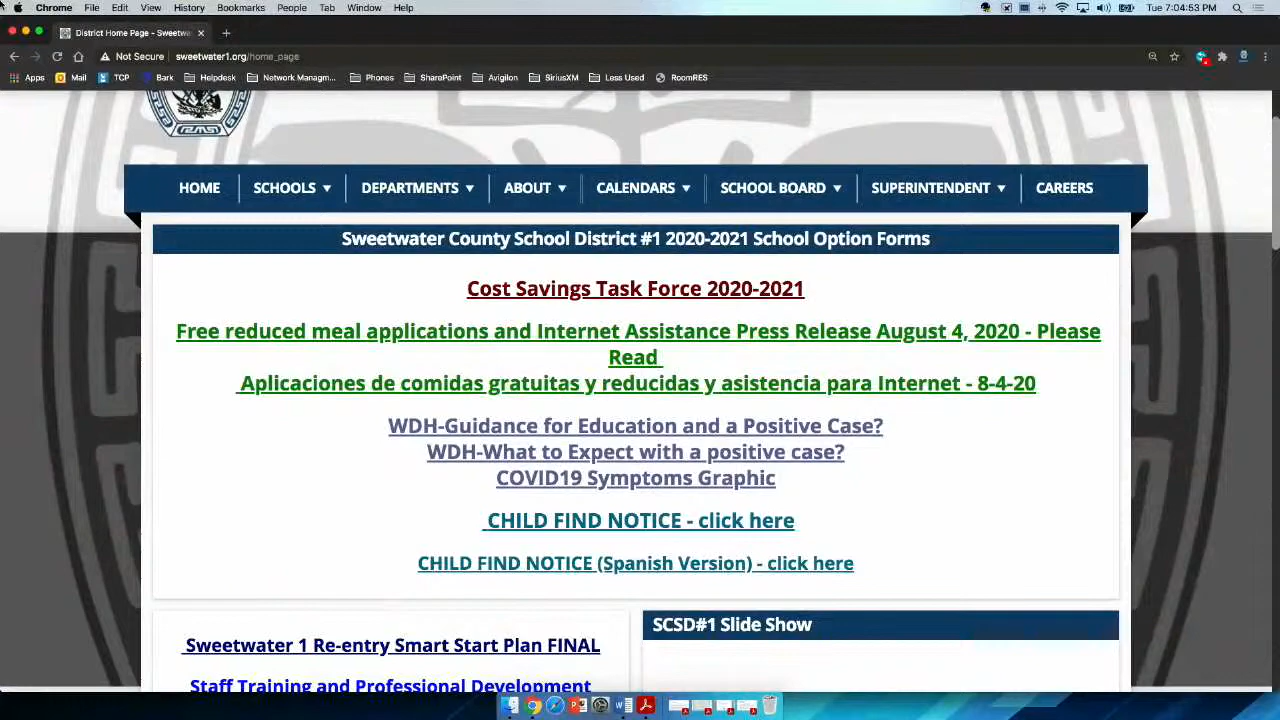 Chrome File Edit View History Bookmarks People Tab Window Help Tue 7:04:53 PM
District Home Page - Sweetwa
Not Secure sweetwater1.org/home_page
Apps Mail TCP Bark Helpdesk Network Managm... Phones SharePoint Avigilon SiriusXM Less Used RoomRES
HOME SCHOOLS DEPARTMENTS ABOUT CALENDARS SCHOOL BOARD SUPERINTENDENT CAREERS
Sweetwater County School District #1 2020-2021 School Option Forms
Cost Savings Task Force 2020-2021
Free reduced meal applications and Internet Assistance Press Release August 4, 2020 - Please
Read
Aplicaciones de comidas gratuitas y reducidas y asistencia para Internet - 8-4-20
WDH-Guidance for Education and a Positive Case?
WDH-What to Expect with a positive case?
COVID19 Symptoms Graphic
CHILD FIND NOTICE - click here
CHILD FIND NOTICE (Spanish Version) - click here
Sweetwater 1 Re-entry Smart Start Plan FINAL
Staff Training and Professional Development
SCSD#1 Slide Show